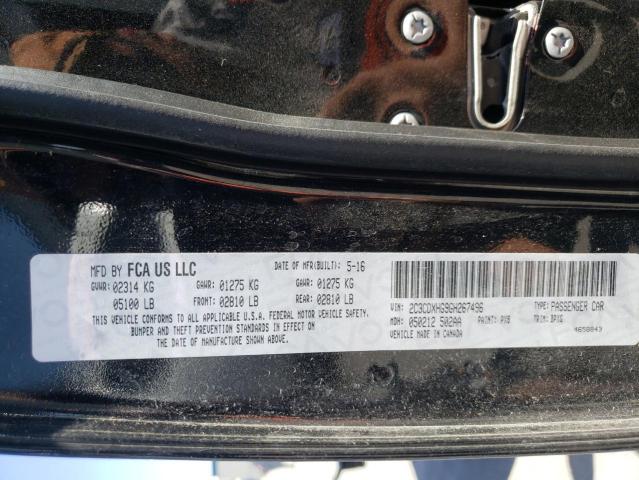 MFD BY FCA US LLC
DATE OF MFR(BUILT): 5-16
GVWR: 02314 KG
GAWR: 01275 KG
GAWR: 01275 KG
05100 LB
FRONT: 02810 LB
REAR: 02810 LB
THIS VEHICLE CONFORMS TO ALL APPLICABLE U.S.A. FEDERAL MOTOR VEHICLE SAFETY,
BUMPER AND THEFT PREVENTION STANDARDS IN EFFECT ON
THE DATE OF MANUFACTURE SHOWN ABOVE.
2C3CDXHG9GH267496
TYPE: PASSENGER CAR
MDH: 050212 502AA
PAINT: PX8
TRIM:
VEHICLE MADE IN CANADA
4658843